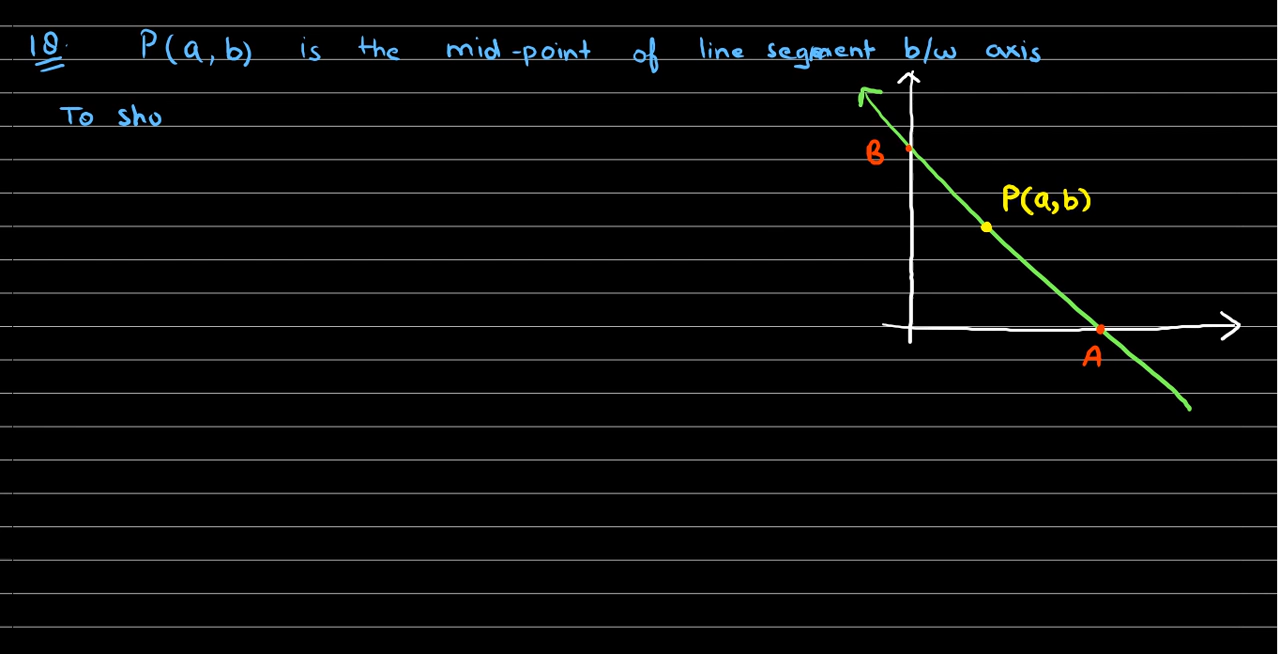 18. P(a, b) is the mid-point of line segment b/w axis
To sho
B
P(a,b)
A